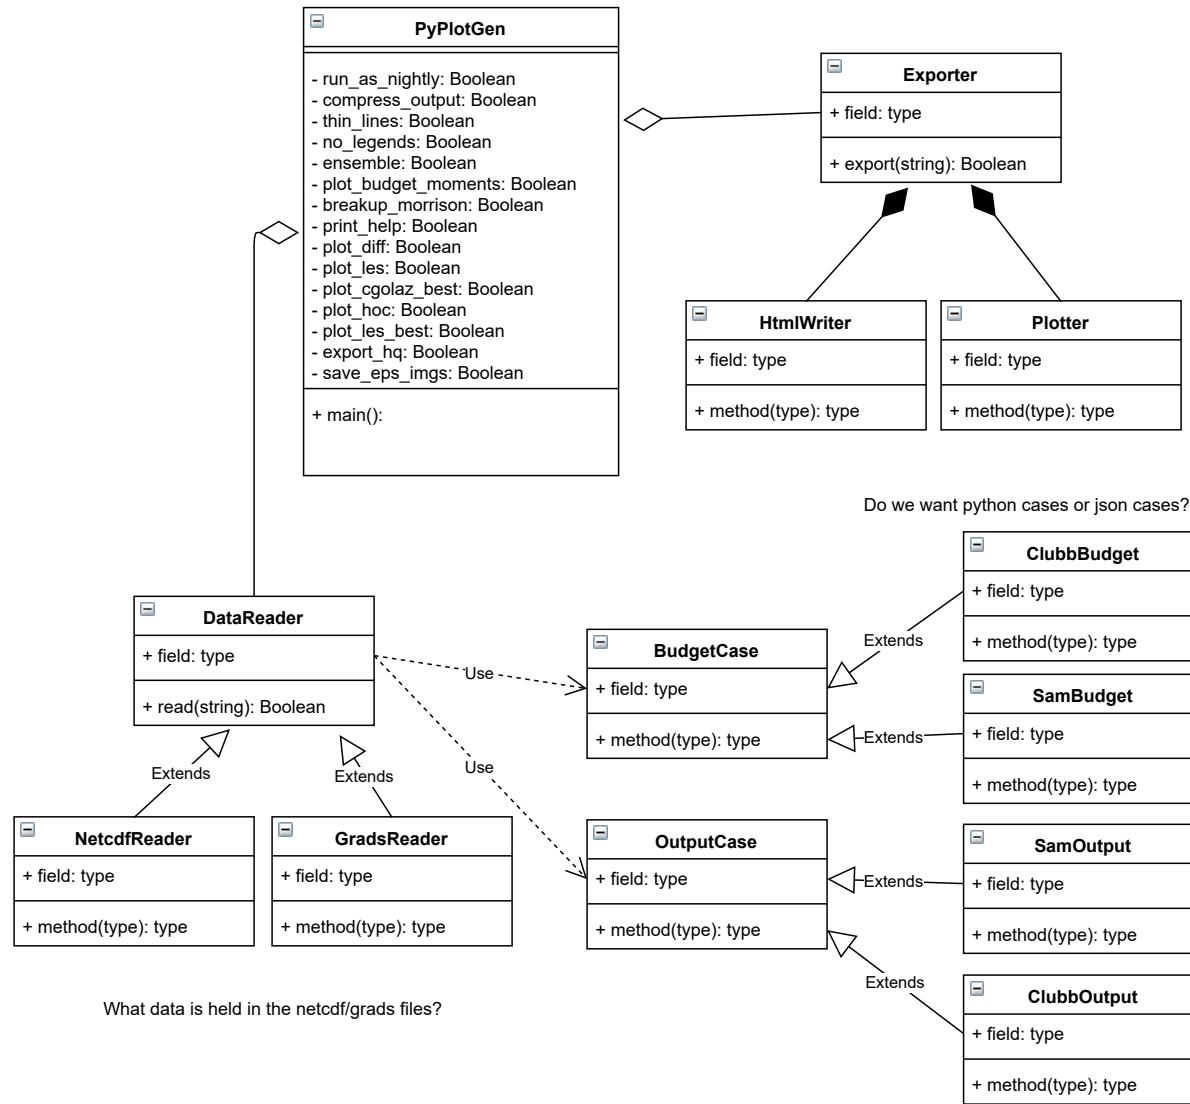 PyPlotGen
- run_as_nightly: Boolean
- compress_output: Boolean
- thin_lines: Boolean
- no_legends: Boolean
- ensemble: Boolean
- plot_budget_moments: Boolean
- breakup_morrison: Boolean
- print_help: Boolean
- plot_diff: Boolean
- plot_les: Boolean
- plot_cgolaz_best: Boolean
- plot_hoc: Boolean
- plot_les_best: Boolean
- export_hq: Boolean
- save_eps_imgs: Boolean
+ main():
Exporter
+ field: type
+ export(string): Boolean
HtmlWriter
+ field: type
+ method(type): type
Plotter
+ field: type
+ method(type): type
Do we want python cases or json cases?
DataReader
+ field: type
+ read(string): Boolean
Use
Use
Extends
Extends
NetcdfReader
+ field: type
+ method(type): type
GradsReader
+ field: type
+ method(type): type
What data is held in the netcdf/grads files?
BudgetCase
+ field: type
+ method(type): type
Extends
Extends
ClubbBudget
+ field: type
+ method(type): type
SamBudget
+ field: type
+ method(type): type
OutputCase
+ field: type
+ method(type): type
Extends
Extends
SamOutput
+ field: type
+ method(type): type
ClubbOutput
+ field: type
+ method(type): type